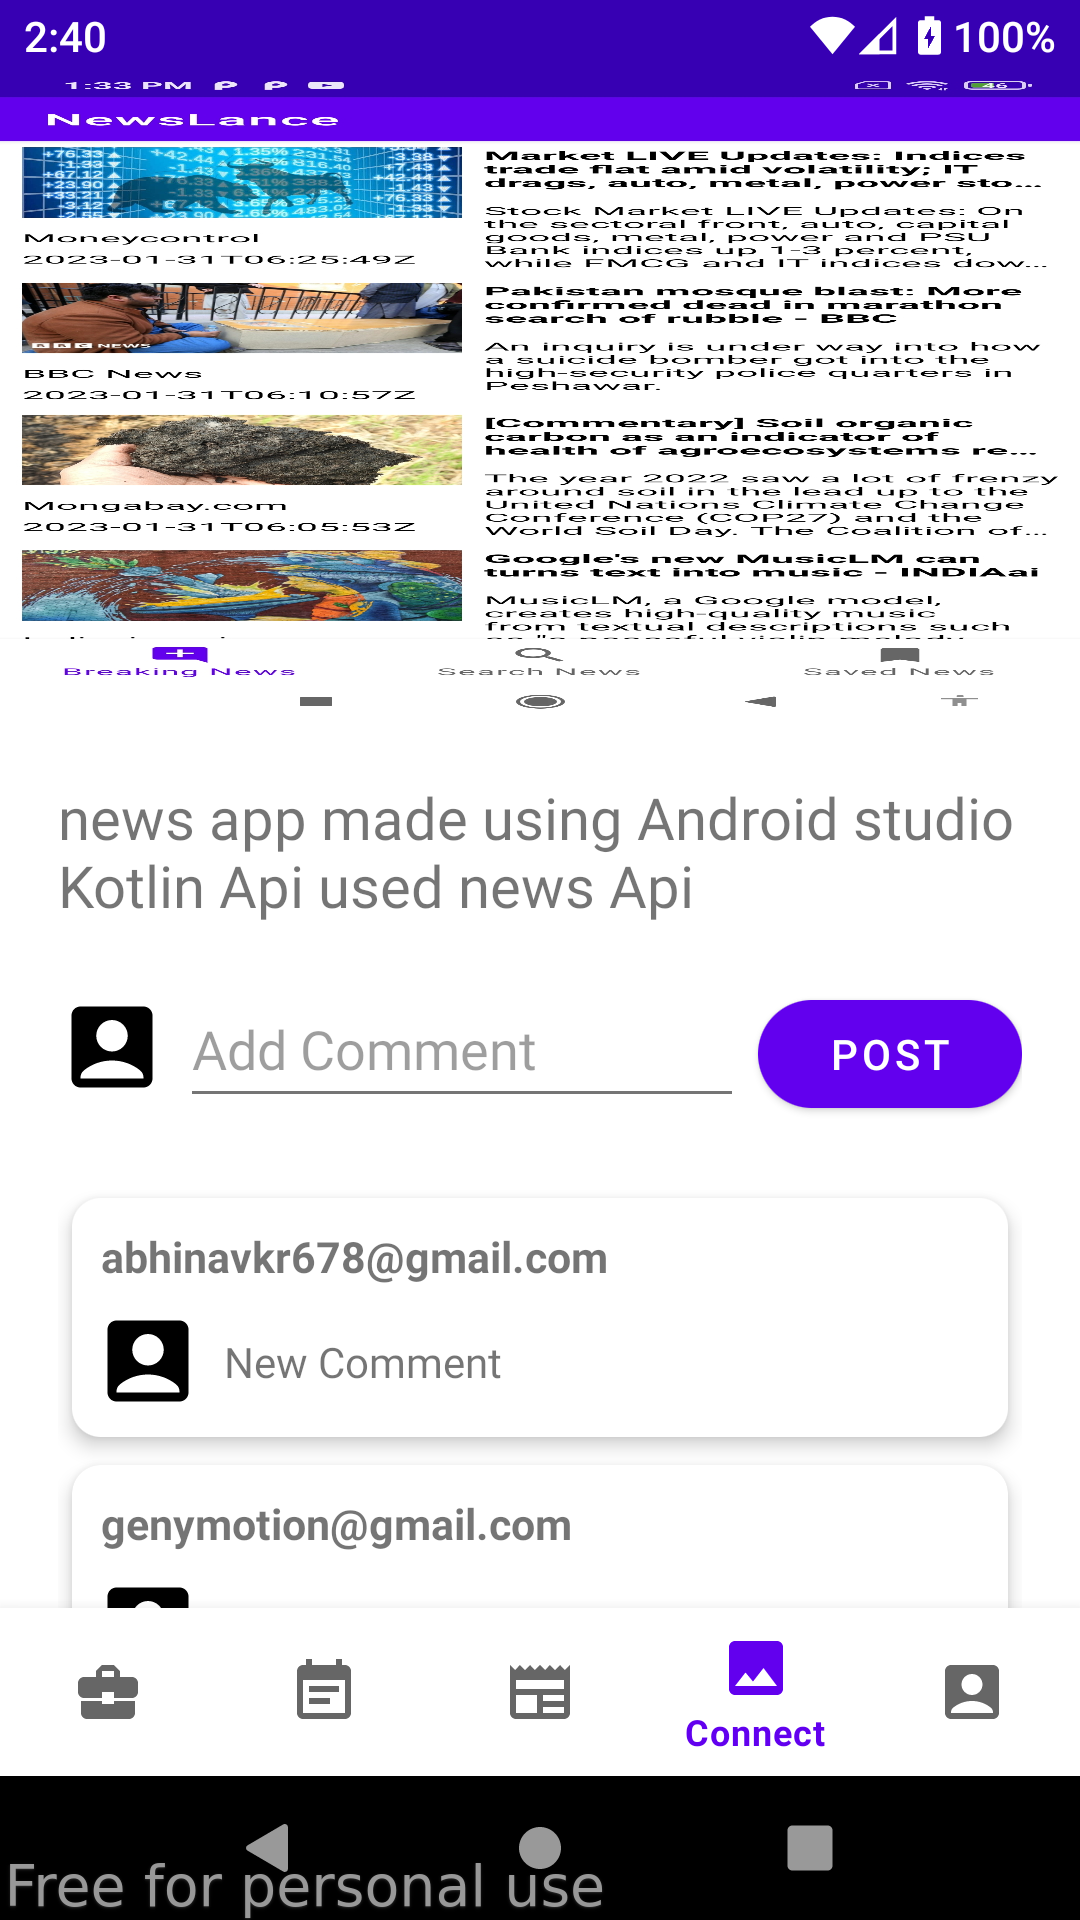 2:40
100%
1:33 PM
46
NewsLance
Market LIVE Updates: Indices
trade flat amid volatility; IT
drags, auto, metal, power sto...
Stock Market LIVE Updates: On
the sectoral front, auto, capital
goods, metal, power and PSU
Bank indices up 1-3 percent,
while FMCG and IT indices dow...
Moneycontrol
2023-01-31T06:25:49Z
Pakistan mosque blast: More
confirmed dead in marathon
search of rubble - BBC
An inquiry is under way into how
a suicide bomber got into the
high-security police quarters in
Peshawar.
NEWS
BBC News
2023-01-31T06:10:57Z
[Commentary] Soil organic
carbon as an indicator of
health of agroecosystems re...
The year 2022 saw a lot of frenzy
around soil in the lead up to the
United Nations Climate Change
Conference (COP27) and the
World Soil Day. The Coalition of...
Mongabay.com
2023-01-31T06:05:53Z
Google's new MusicLM can
turns text into music - INDIAai
MusicLM, a Google model,
creates high-quality music
from textual descriptions such
Breaking News
Search News
Saved News
news app made using Android studio
Kotlin Api used news Api
Add Comment
POST
abhinavkr678@gmail.com
New Comment
genymotion@gmail.com
Connect
Free for personal use